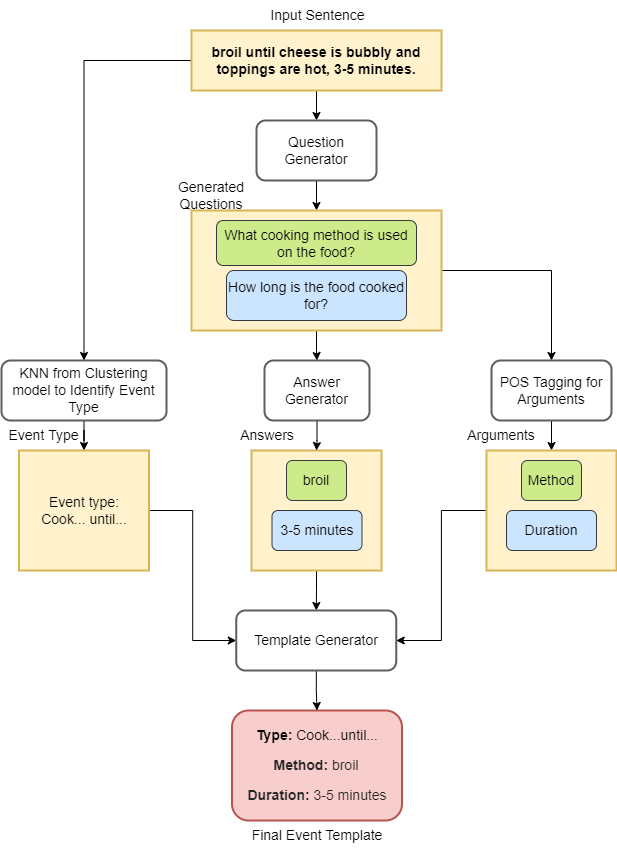 Input Sentence
broil until cheese is bubbly and
toppings are hot, 3-5 minutes.
Question
Generator
Generated
Questions
What cooking method is used
on the food?
How long is the food cooked
for?
KNN from Clustering
model to Identify Event
Type
Answer
Generator
POS Tagging for
Arguments
Event Type
Answers
Arguments
Event type:
Cook... until...
broil
3-5 minutes
Method
Duration
Template Generator
Type: Cook...until...
Method: broil
Duration: 3-5 minutes
Final Event Template